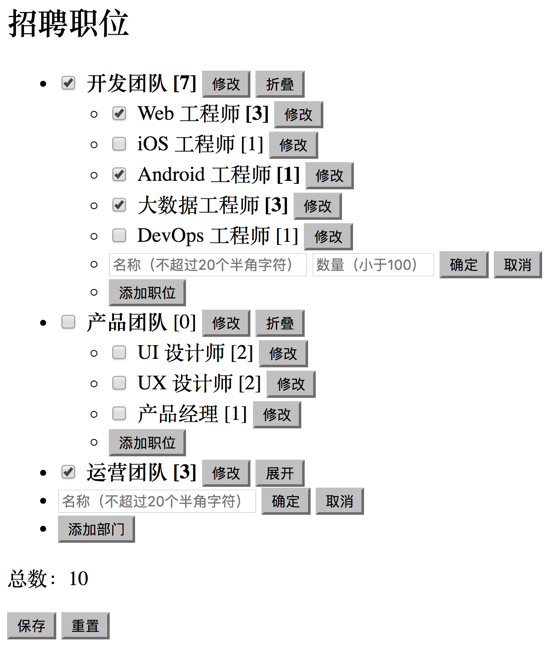 招聘职位
开发团队 [7] 修改 折叠
Web 工程师 [3] 修改
iOS 工程师 [1] 修改
Android 工程师 [1] 修改
大数据工程师 [3] 修改
DevOps 工程师 [1] 修改
名称（不超过20个半角字符） 数量（小于100） 确定 取消
添加职位
产品团队 [0] 修改 折叠
UI 设计师 [2] 修改
UX 设计师 [2] 修改
产品经理 [1] 修改
添加职位
运营团队 [3] 修改 展开
名称（不超过20个半角字符） 确定 取消
添加部门
总数：10
保存 重置